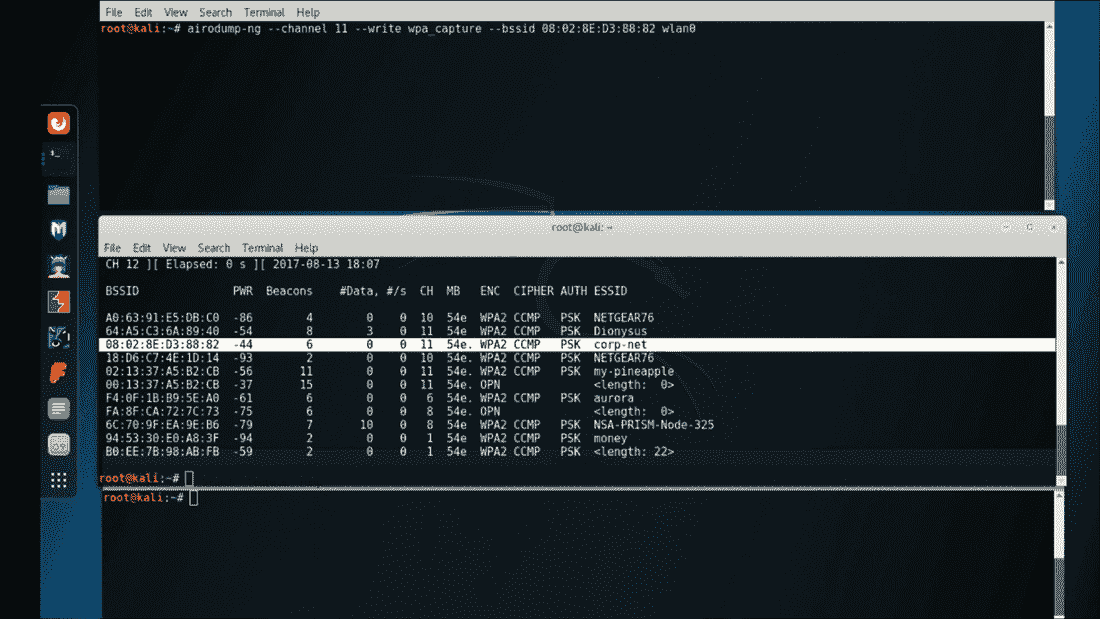 File Edit View Search Terminal Help
root@kali:~# airodump-ng --channel 11 --write wpa_capture --bssid 08:02:8E:D3:88:82 wlan0
root@kali: ~
File Edit View Search Terminal Help
CH 12 ][ Elapsed: 0 s ][ 2017-08-13 18:07
BSSID PWR Beacons #Data, #/s CH MB ENC CIPHER AUTH ESSID
A0:63:91:E5:DB:C0 -86 4 0 0 10 54e WPA2 CCMP PSK NETGEAR76
64:A5:C3:6A:89:40 -54 8 3 0 11 54e WPA2 CCMP PSK Dionysus
08:02:8E:D3:88:82 -44 6 0 0 11 54e. WPA2 CCMP PSK corp-net
18:D6:C7:4E:1D:14 -93 2 0 0 10 54e. WPA2 CCMP PSK NETGEAR76
02:13:37:A5:B2:CB -56 11 0 0 11 54e. WPA2 CCMP PSK my-pineapple
00:13:37:A5:B2:CB -37 15 0 0 11 54e. OPN <length: 0>
F4:0F:1B:B9:5E:A0 -61 6 0 0 6 54e. WPA2 CCMP PSK aurora
FA:8F:CA:72:7C:73 -75 6 0 0 8 54e. OPN <length: 0>
6C:70:9F:EA:9E:B6 -79 7 10 0 8 54e WPA2 CCMP PSK NSA-PRISM-Node-325
94:53:30:E0:A8:3F -94 2 0 0 1 54e WPA2 CCMP PSK money
B0:EE:7B:98:AB:FB -59 2 0 0 1 54e WPA2 CCMP PSK <length: 22>
root@kali:~#
root@kali:~#